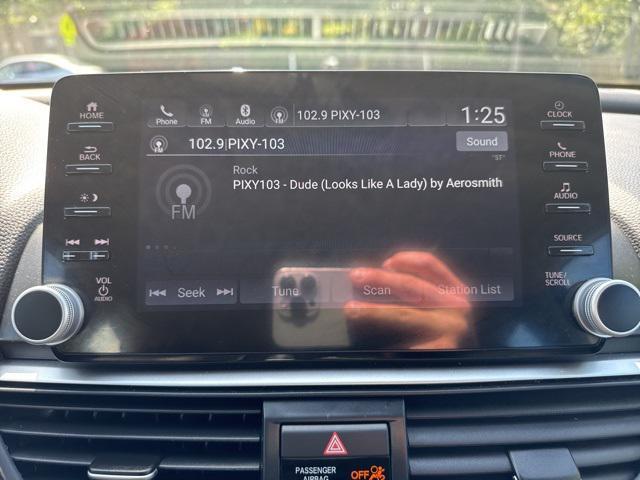 HOME
BACK
VOL
AUDIO
Phone
FM
Audio
102.9 PIXY-103
1:25
102.9 PIXY-103
Sound
"ST"
Rock
PIXY103 - Dude (Looks Like A Lady) by Aerosmith
FM
Seek
Tune
Scan
Station List
CLOCK
PHONE
AUDIO
SOURCE
TUNE/
SCROLL
PASSENGER
AIRBAG
OFF